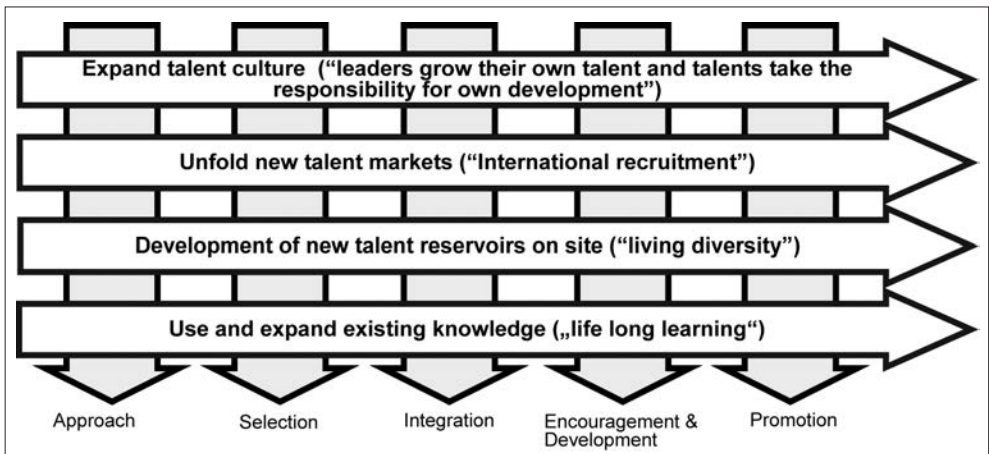 Expand talent culture (“leaders grow their own talent and talents take the
responsibility for own development”)
Unfold new talent markets (“International recruitment”)
Development of new talent reservoirs on site (“living diversity”)
Use and expand existing knowledge („life long learning“)
Approach
Selection
Integration
Encouragement &
Development
Promotion